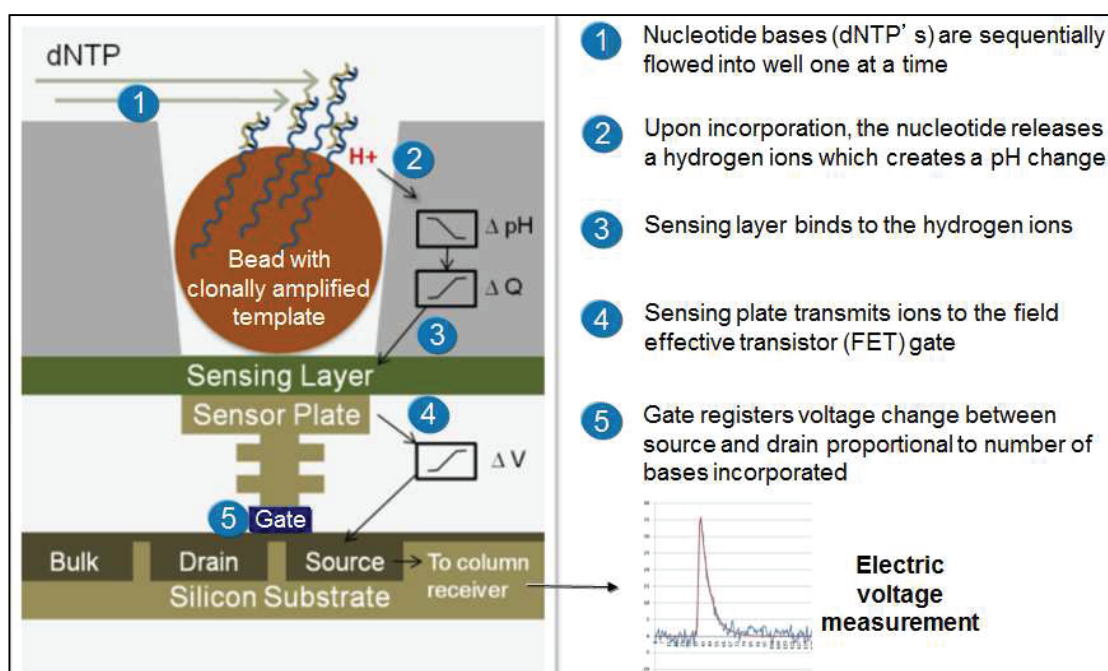 dNTP
1
H+
2
Δ pH
Bead with
clonally amplified
template
Δ Q
3
Sensing Layer
Sensor Plate
4
Δ V
5
Gate
Bulk
Drain
Source
To column
receiver
Silicon Substrate
1
Nucleotide bases (dNTP' s) are sequentially
flowed into well one at a time
2
Upon incorporation, the nucleotide releases
a hydrogen ions which creates a pH change
3
Sensing layer binds to the hydrogen ions
4
Sensing plate transmits ions to the field
effective transistor (FET) gate
5
Gate registers voltage change between
source and drain proportional to number of
bases incorporated
Electric
voltage
measurement